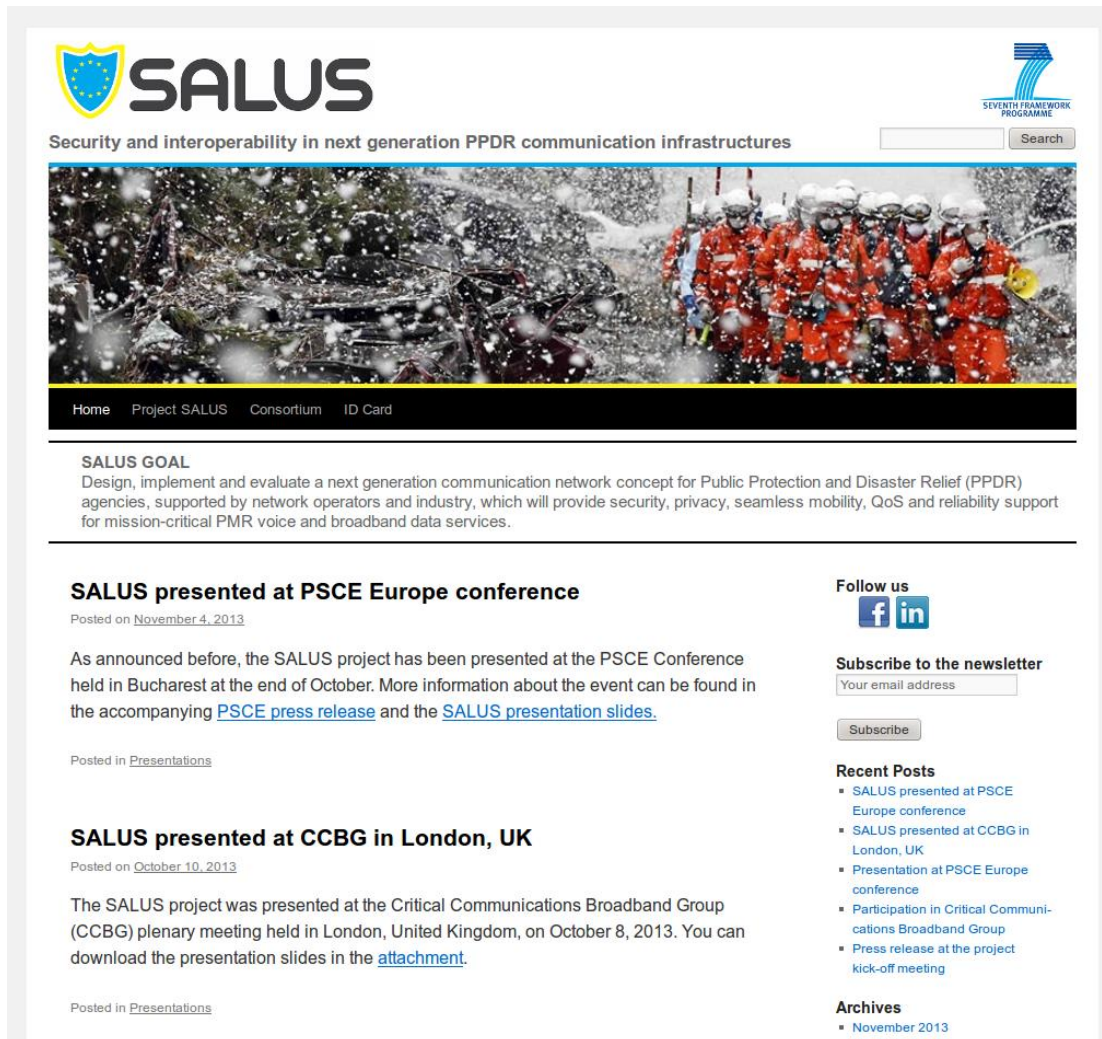 SALUS
SEVENTH FRAMEWORK
PROGRAMME
Security and interoperability in next generation PPDR communication infrastructures
Search
Home Project SALUS Consortium ID Card
SALUS GOAL
Design, implement and evaluate a next generation communication network concept for Public Protection and Disaster Relief (PPDR)
agencies, supported by network operators and industry, which will provide security, privacy, seamless mobility, QoS and reliability support
for mission-critical PMR voice and broadband data services.
SALUS presented at PSCE Europe conference
Posted on November 4, 2013
As announced before, the SALUS project has been presented at the PSCE Conference
held in Bucharest at the end of October. More information about the event can be found in
the accompanying PSCE press release and the SALUS presentation slides.
Posted in Presentations
SALUS presented at CCBG in London, UK
Posted on October 10, 2013
The SALUS project was presented at the Critical Communications Broadband Group
(CCBG) plenary meeting held in London, United Kingdom, on October 8, 2013. You can
download the presentation slides in the attachment.
Posted in Presentations
Follow us
f in
Subscribe to the newsletter
Your email address
Subscribe
Recent Posts
SALUS presented at PSCE
Europe conference
SALUS presented at CCBG in
London, UK
Presentation at PSCE Europe
conference
Participation in Critical Communi-
cations Broadband Group
Press release at the project
kick-off meeting
Archives
November 2013